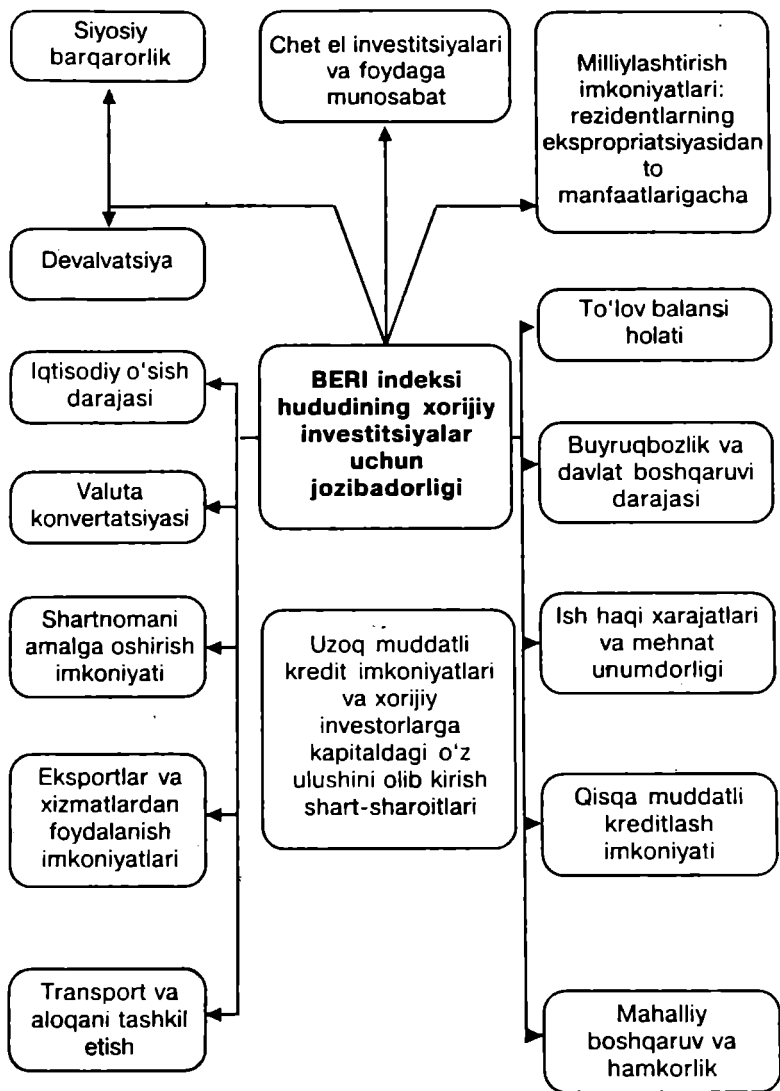 Siyosiy
barqarorlik
Chet el investitsiyalari
va foydaga
munosabat
Milliylashtirish
imkoniyatlari:
rezidentlarning
ekspropriatsiyasidan
to
manfaatlarigacha
Devalvatsiya
Iqtisodiy o‘sish
darajasi
BERI indeksi
hududining xorijiy
investitsiyalar
uchun
jozibadorligi
To‘lov balansi
holati
Valuta
konvertatsiyasi
Buyruqbozlik va
davlat boshqaruvi
darajasi
Shartnomani
amalga oshirish
imkoniyati
Uzoq muddatli
kredit imkoniyatlari
va xorijiy
investorlarga
kapitaldagi o‘z
ulushini olib kirish
shart-sharoitlari
Ish haqi xarajatlari
va mehnat
unumdorligi
Eksportlar va
xizmatlardan
foydalanish
imkoniyatlari
Qisqa muddatli
kreditlash
imkoniyati
Transport va
aloqani tashkil
etish
Mahalliy
boshqaruv va
hamkorlik